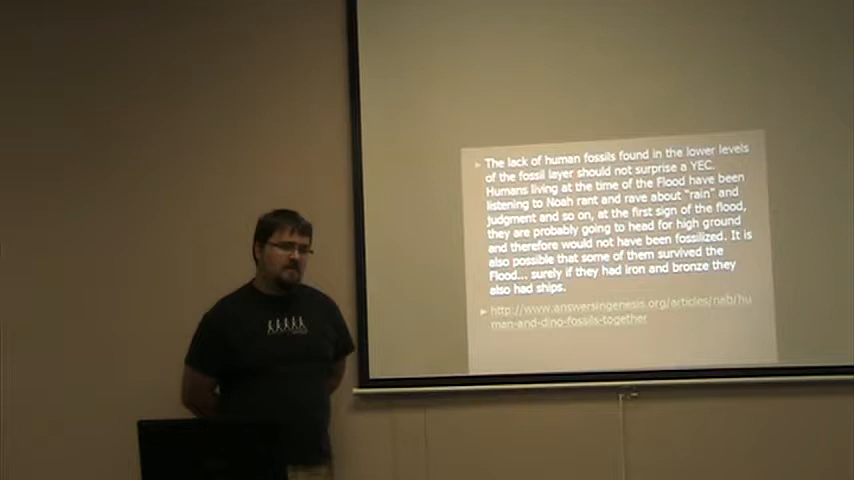 The lack of human fossils found in the lower levels
of the fossil layer should not surprise a YEC.
Humans living at the time of the Flood have been
listening to Noah rant and rave about "rain" and
judgment and so on, at the first sign of the flood,
they are probably going to head for high ground
and therefore would not have been fossilized. It is
also possible that some of them survived the
Flood... surely if they had iron and bronze they
also had ships.
http://www.answersingenesis.org/articles/nab/hu
man-and-dino-fossils-together